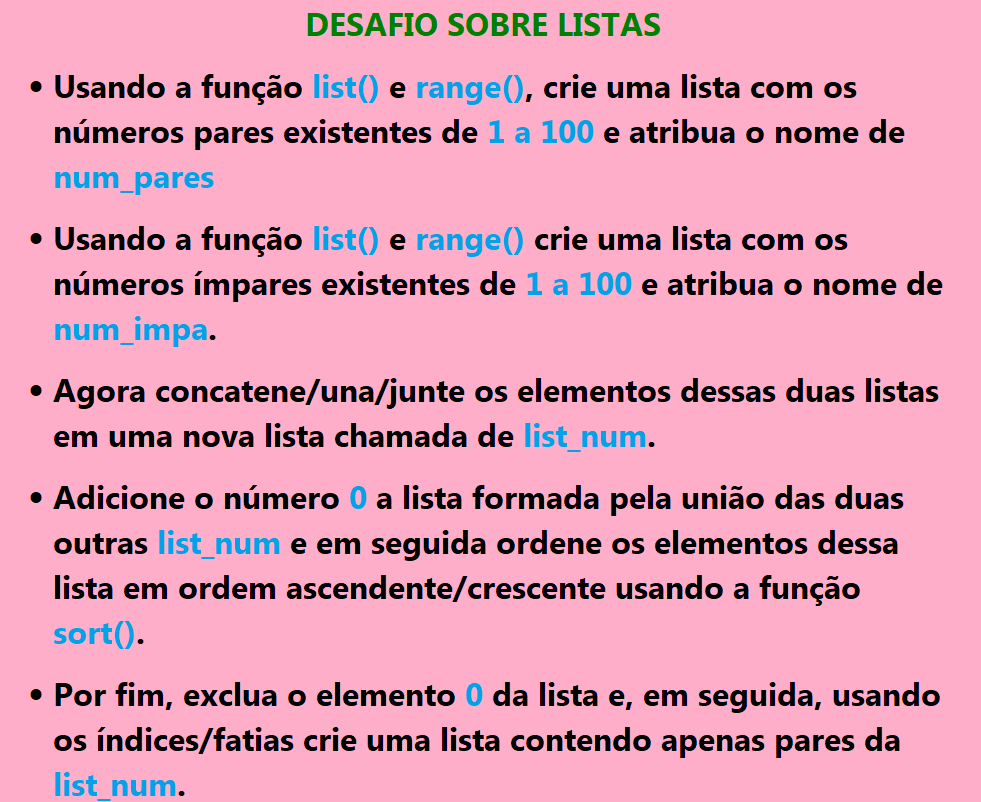 DESAFIO SOBRE LISTAS
• Usando a função list() e range(), crie uma lista com os
números pares existentes de 1 a 100 e atribua o nome de
num_pares
• Usando a função list() e range() crie uma lista com os
números ímpares existentes de 1 a 100 e atribua o nome de
num_impa.
• Agora concatene/una/junte os elementos dessas duas listas
em uma nova lista chamada de list_num.
• Adicione o número 0 a lista formada pela união das duas
outras list_num e em seguida ordene os elementos dessa
lista em ordem ascendente/crescente usando a função
sort().
• Por fim, exclua o elemento 0 da lista e, em seguida, usando
os índices/fatias crie uma lista contendo apenas pares da
list_num.